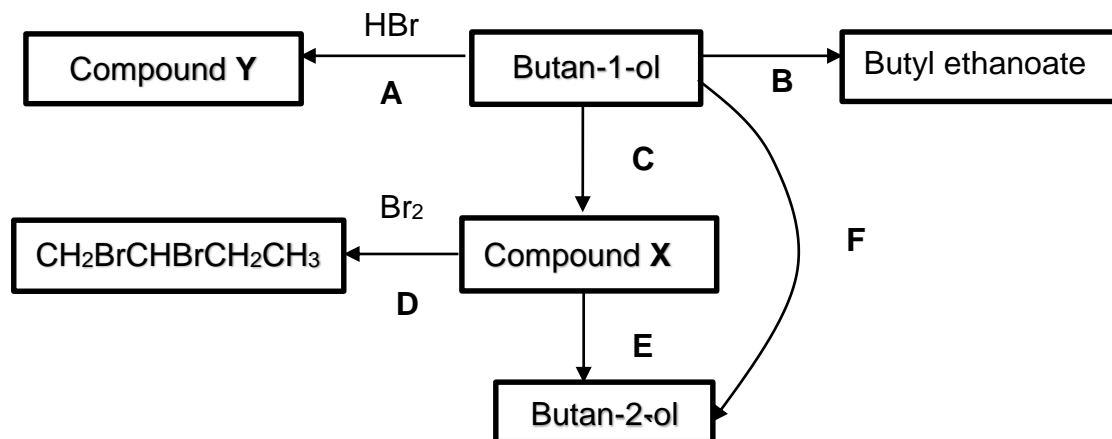 HBr
Compound Y
Butan-1-ol
Butyl ethanoate
A
B
C
Br₂
CH₂BrCHBrCH₂CH₃
Compound X
F
D
E
Butan-2-ol